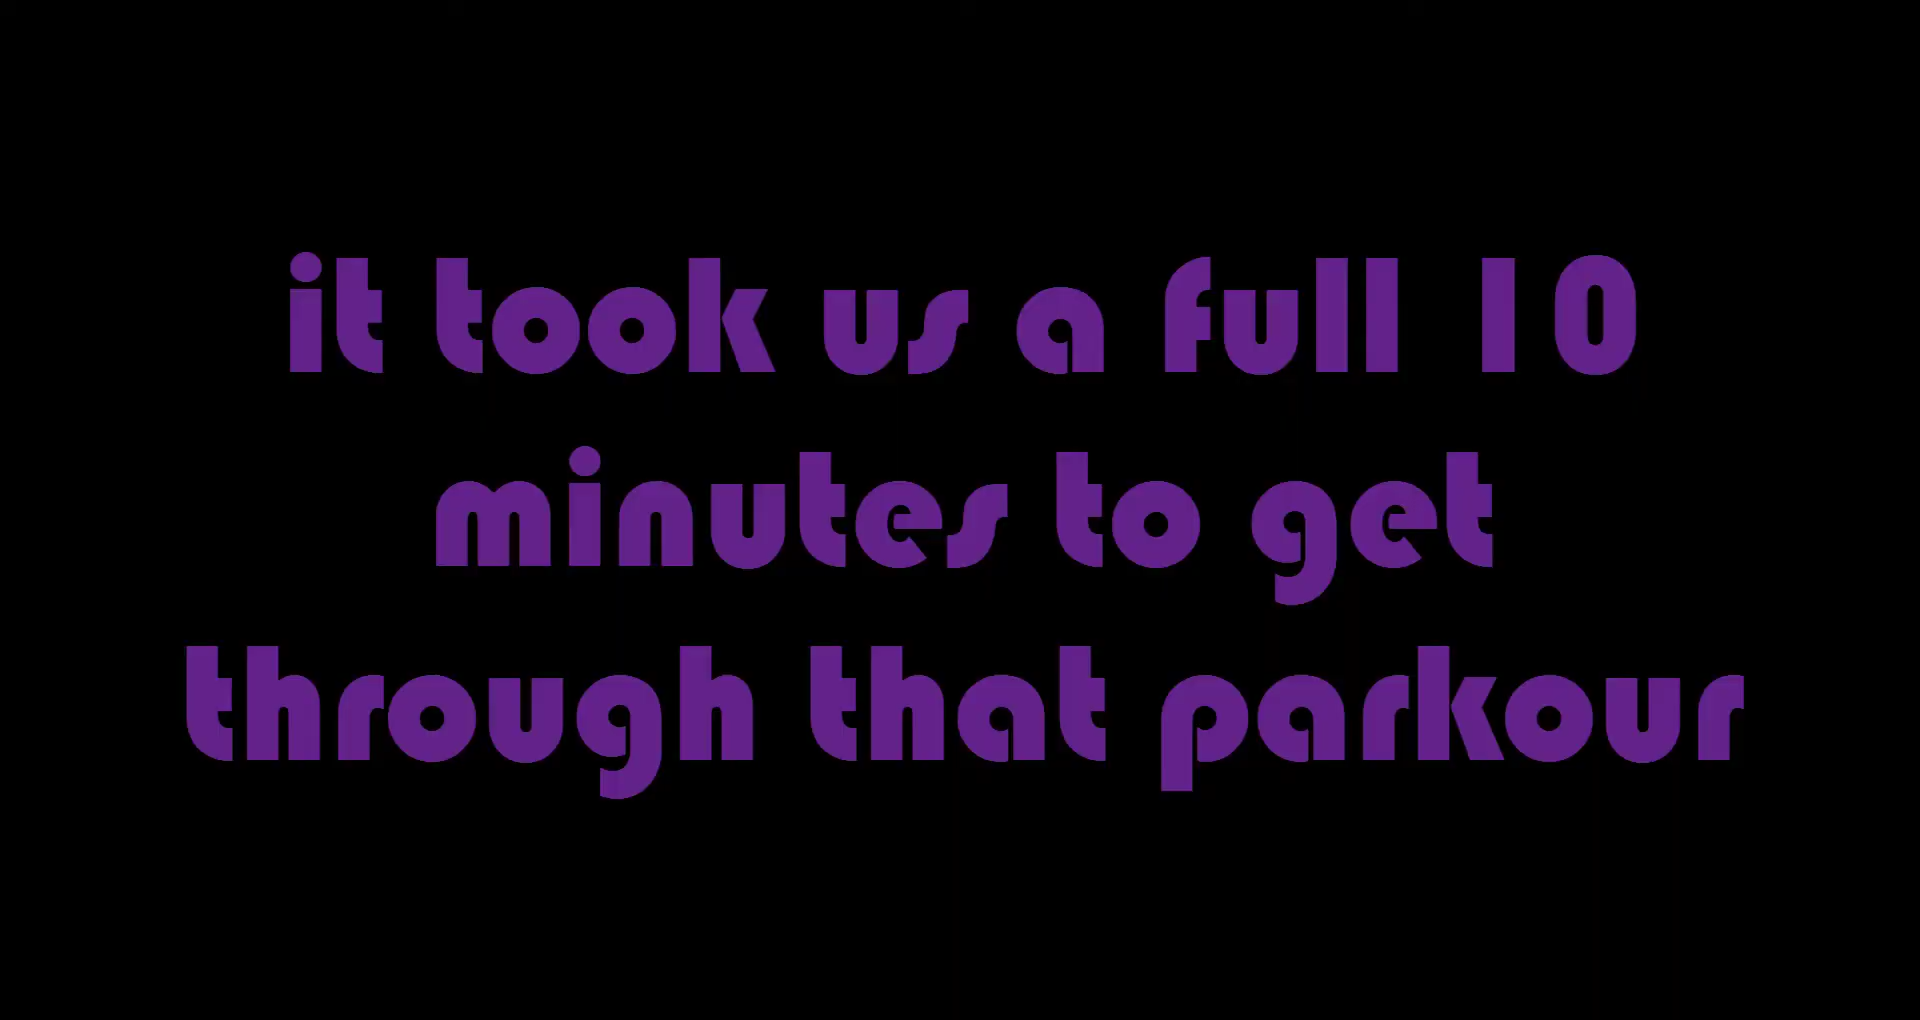 it took us a full 10
minutes to get
through that parkour